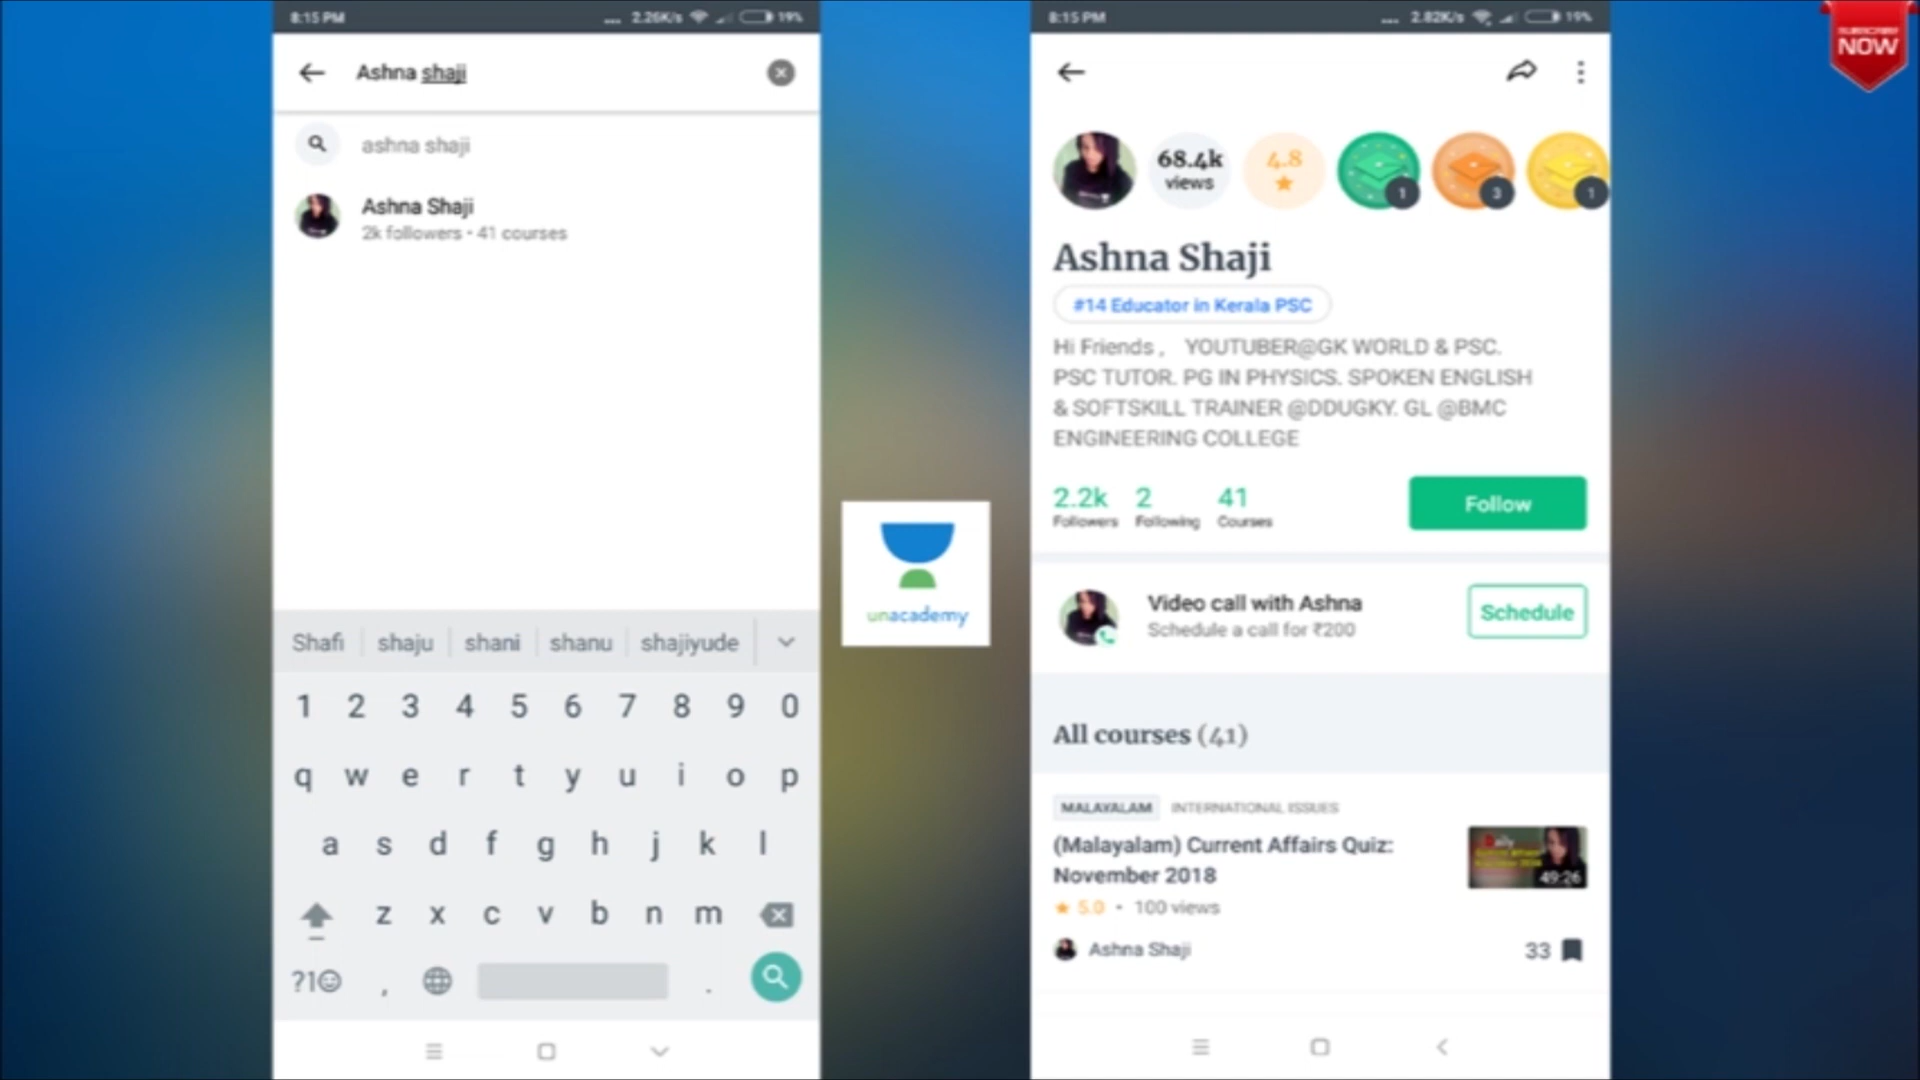 8:15 PM
... 2.26K/s 19%
Ashna shaji
ashna shaji
Ashna Shaji
2k followers • 41 courses
Shafi shaju shani shanu shajiyude
1 2 3 4 5 6 7 8 9 0
q w e r t y u i o p
a s d f g h j k l
z x c v b n m
?1☺ , .
unacademy
8:15 PM
... 2.82K/s 19%
68.4k
views
4.8
★
1
3
1
Ashna Shaji
#14 Educator in Kerala PSC
Hi Friends , YOUTUBER@GK WORLD & PSC.
PSC TUTOR. PG IN PHYSICS. SPOKEN ENGLISH
& SOFTSKILL TRAINER @DDUGKY. GL @BMC
ENGINEERING COLLEGE
2.2k 2 41
Followers Following Courses
Follow
Video call with Ashna
Schedule a call for ₹200
Schedule
All courses (41)
MALAYALAM INTERNATIONAL ISSUES
(Malayalam) Current Affairs Quiz:
November 2018
49:26
★ 5.0 • 100 views
Ashna Shaji
33
SUBSCRIBE
NOW